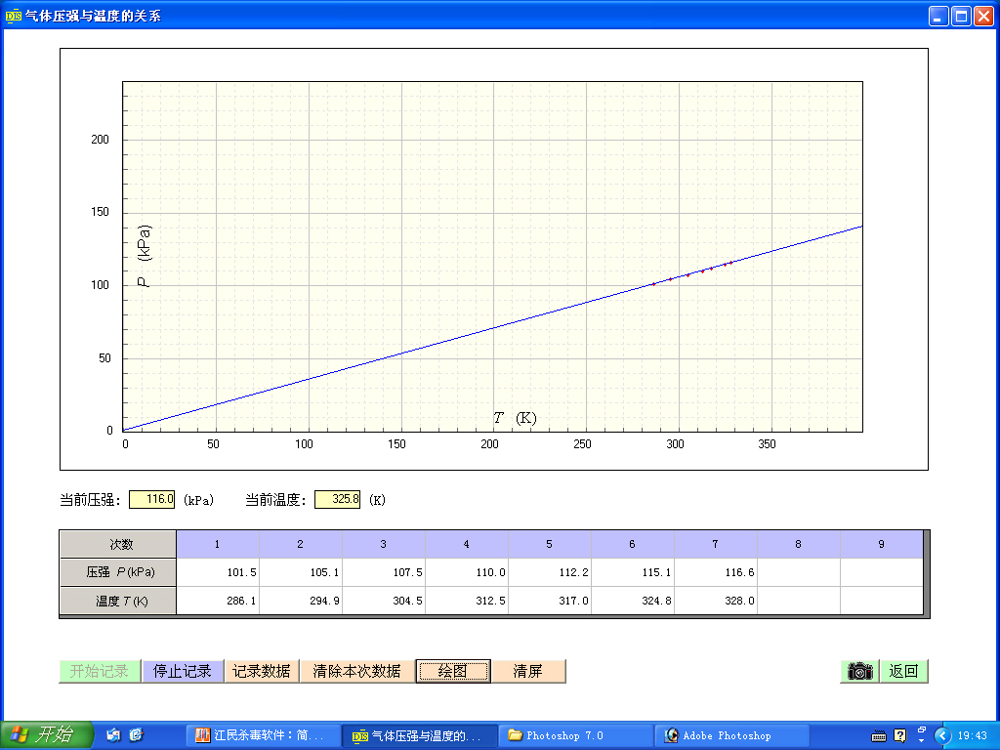 DIS 气体压强与温度的关系
200
150
100
50
0
P (kPa)
T (K)
0 50 100 150 200 250 300 350
当前压强: 116.0 (kPa) 当前温度: 325.8 (K)
次数 1 2 3 4 5 6 7 8 9
压强 P(kPa) 101.5 105.1 107.5 110.0 112.2 115.1 116.6
温度 T(K) 286.1 294.9 304.5 312.5 317.0 324.8 328.0
开始记录 停止记录 记录数据 清除本次数据 绘图 清屏 返回
开始 江民杀毒软件：简... DIS 气体压强与温度的... Photoshop 7.0 Adobe Photoshop 19:43